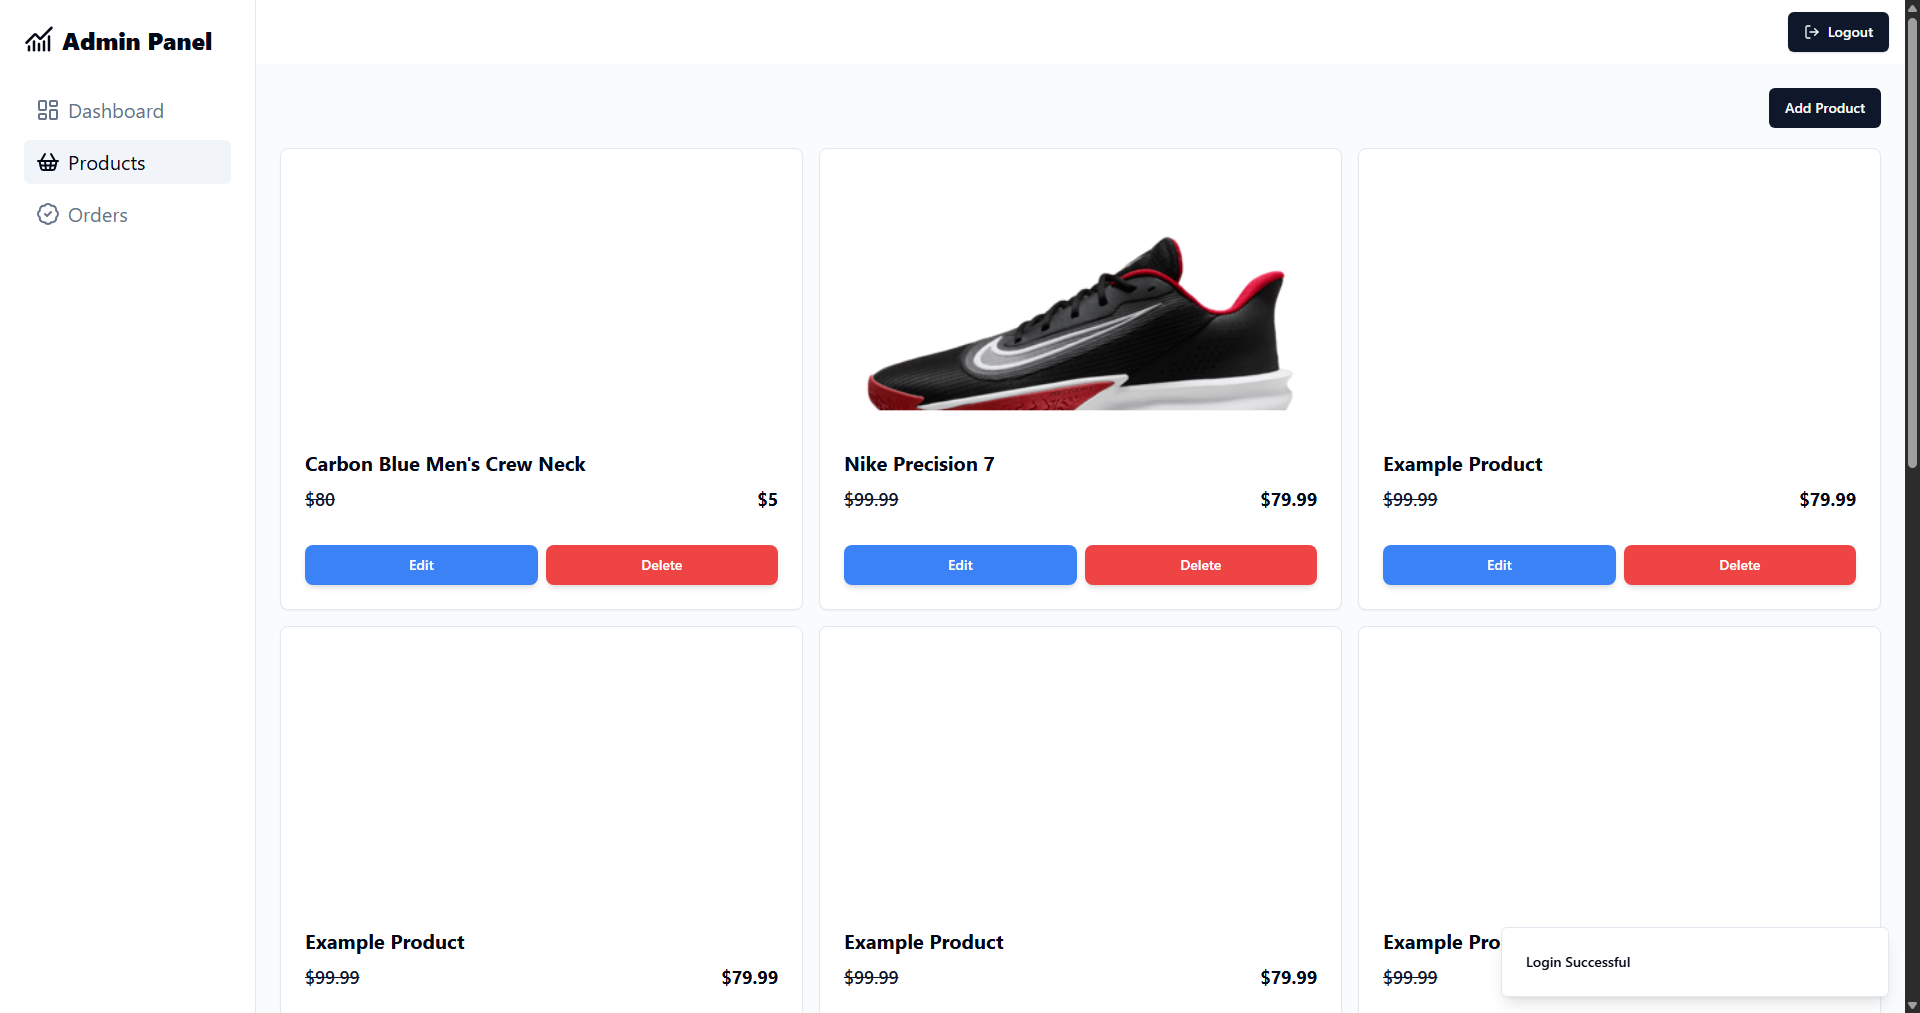 Admin Panel
Logout
Dashboard
Products
Orders
Add Product
Carbon Blue Men's Crew Neck
$80 $5
Edit Delete
Nike Precision 7
$99.99 $79.99
Edit Delete
Example Product
$99.99 $79.99
Edit Delete
Example Product
$99.99 $79.99
Example Product
$99.99 $79.99
Example Pro
$99.99
Login Successful